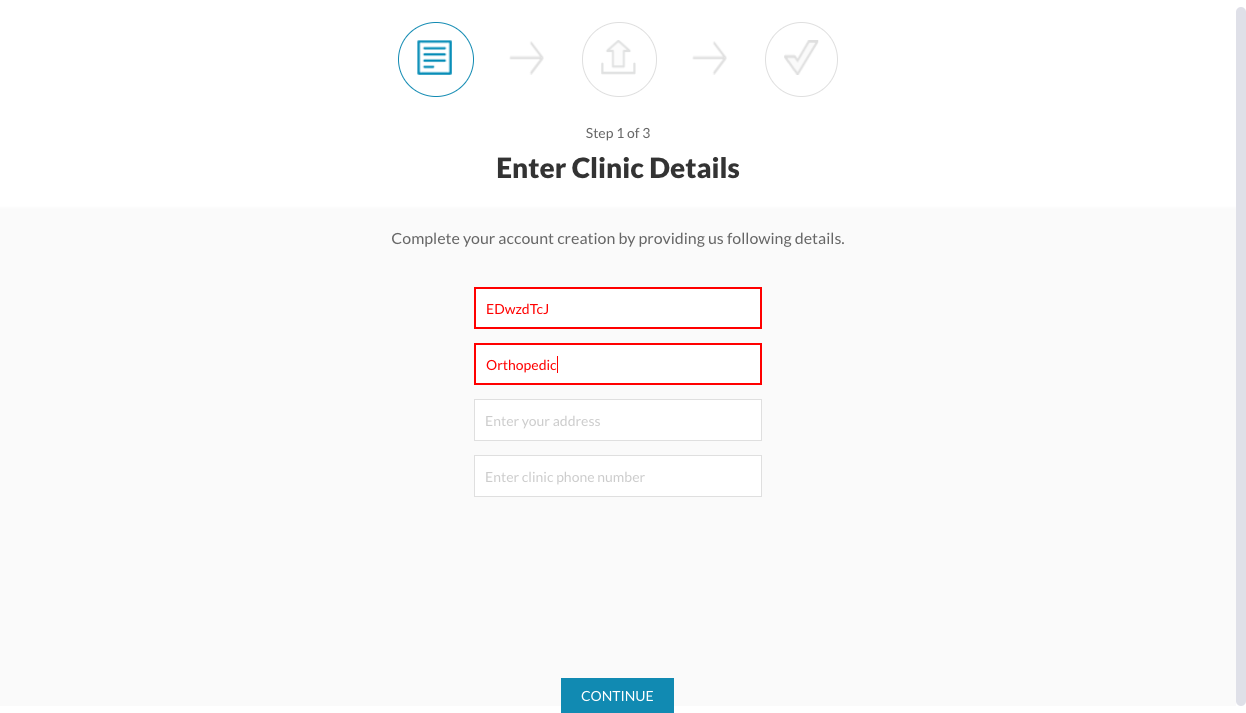 Step 1 of 3
Enter Clinic Details
Complete your account creation by providing us following details.
EDwzdTcJ
Orthopedic
Enter your address
Enter clinic phone number
CONTINUE